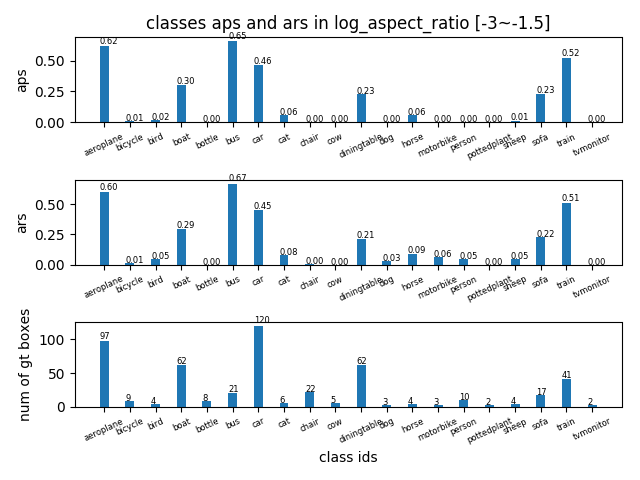 classes aps and ars in log_aspect_ratio [-3~-1.5]
aps
0.50
0.25
0.00
0.62
0.01
0.02
0.30
0.00
0.65
0.46
0.06
0.00
0.00
0.23
0.00
0.06
0.00
0.00
0.00
0.01
0.23
0.52
0.00
aeroplane
bicycle
bird
boat
bottle
bus
car
cat
chair
cow
diningtable
dog
horse
motorbike
person
pottedplant
sheep
sofa
train
tvmonitor
ars
0.50
0.25
0.00
0.60
0.01
0.05
0.29
0.00
0.67
0.45
0.08
0.00
0.00
0.21
0.03
0.09
0.06
0.05
0.00
0.05
0.22
0.51
0.00
aeroplane
bicycle
bird
boat
bottle
bus
car
cat
chair
cow
diningtable
dog
horse
motorbike
person
pottedplant
sheep
sofa
train
tvmonitor
num of gt boxes
100
50
0
97
9
4
62
8
21
120
6
22
5
62
3
4
3
10
2
4
17
41
2
aeroplane
bicycle
bird
boat
bottle
bus
car
cat
chair
cow
diningtable
dog
horse
motorbike
person
pottedplant
sheep
sofa
train
tvmonitor
class ids